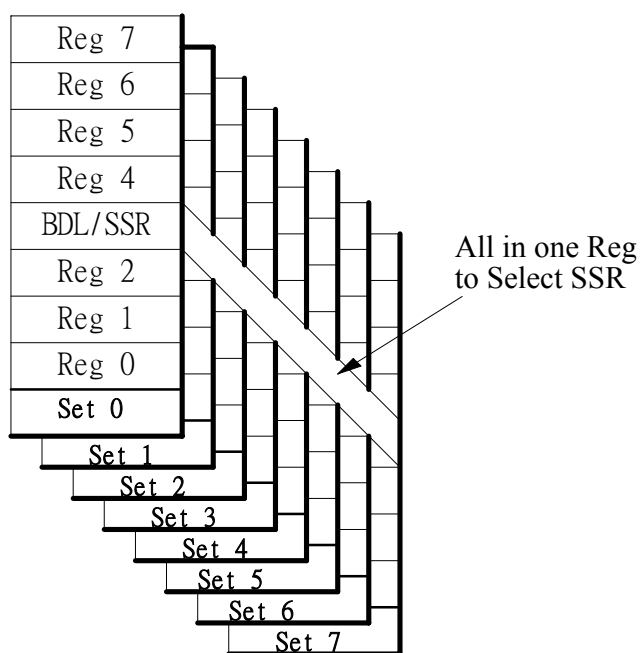 Reg 7
Reg 6
Reg 5
Reg 4
BDL/SSR
Reg 2
Reg 1
Reg 0
Set 0
Set 1
Set 2
Set 3
Set 4
Set 5
Set 6
Set 7
All in one Reg
to Select SSR